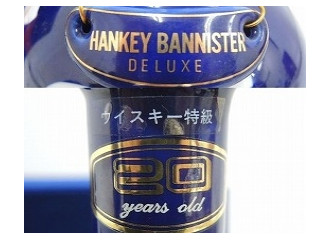 HANKEY BANNISTER
DELUXE
ウイスキー特級
20
years old